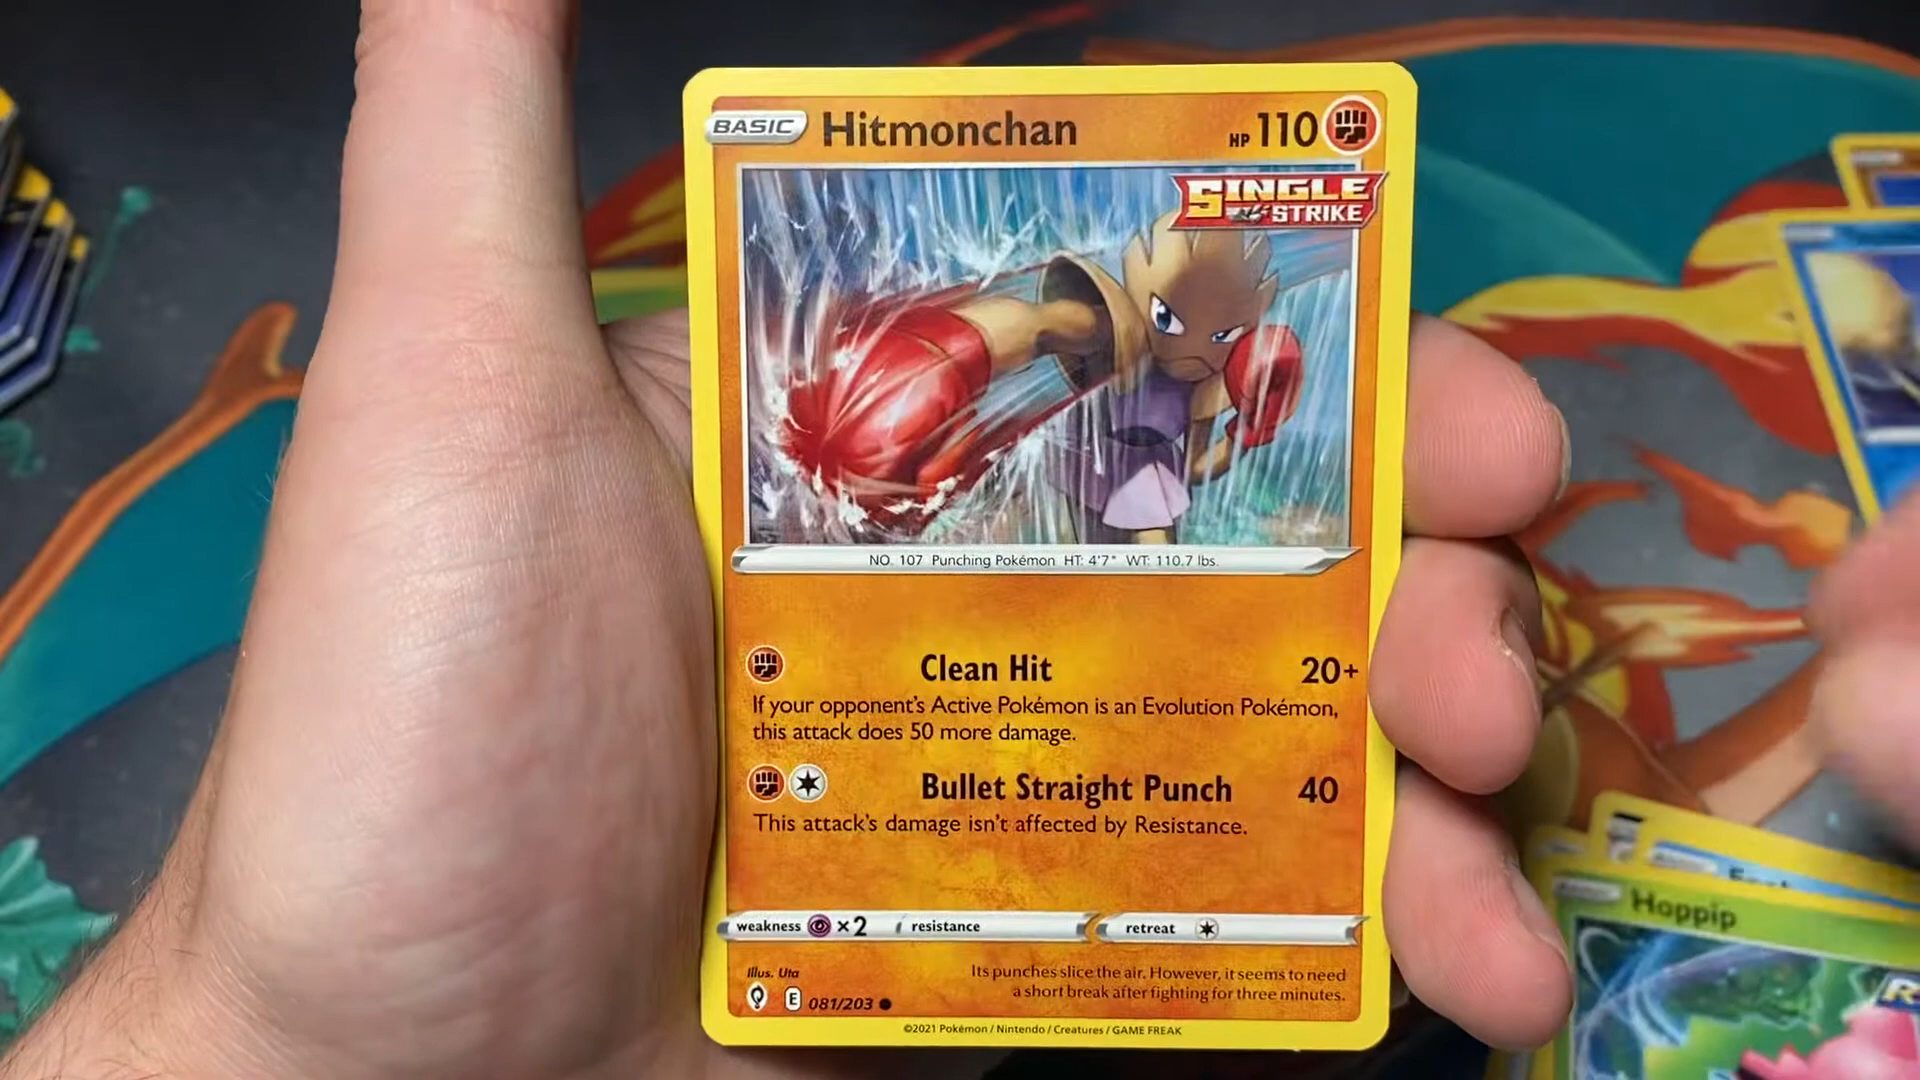 BASIC Hitmonchan HP 110
SINGLE
STRIKE
NO. 107 Punching Pokémon HT: 4'7" WT: 110.7 lbs.
Clean Hit 20+
If your opponent's Active Pokémon is an Evolution Pokémon,
this attack does 50 more damage.
Bullet Straight Punch 40
This attack's damage isn't affected by Resistance.
weakness ×2 resistance retreat
Illus. Uta
Its punches slice the air. However, it seems to need
a short break after fighting for three minutes.
E 081/203
©2021 Pokémon / Nintendo / Creatures / GAME FREAK
Hoppip